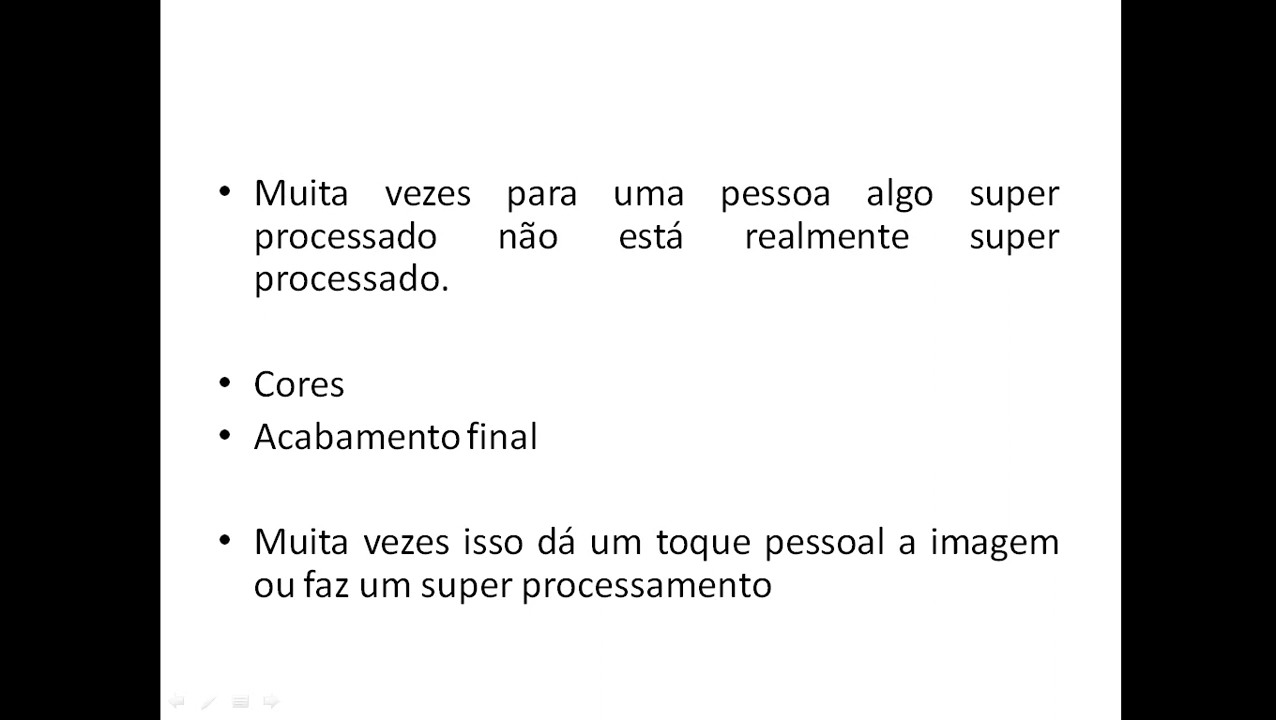 • Muita vezes para uma pessoa algo super
processado não está realmente super
processado.
• Cores
• Acabamento final
• Muita vezes isso dá um toque pessoal a imagem
ou faz um super processamento